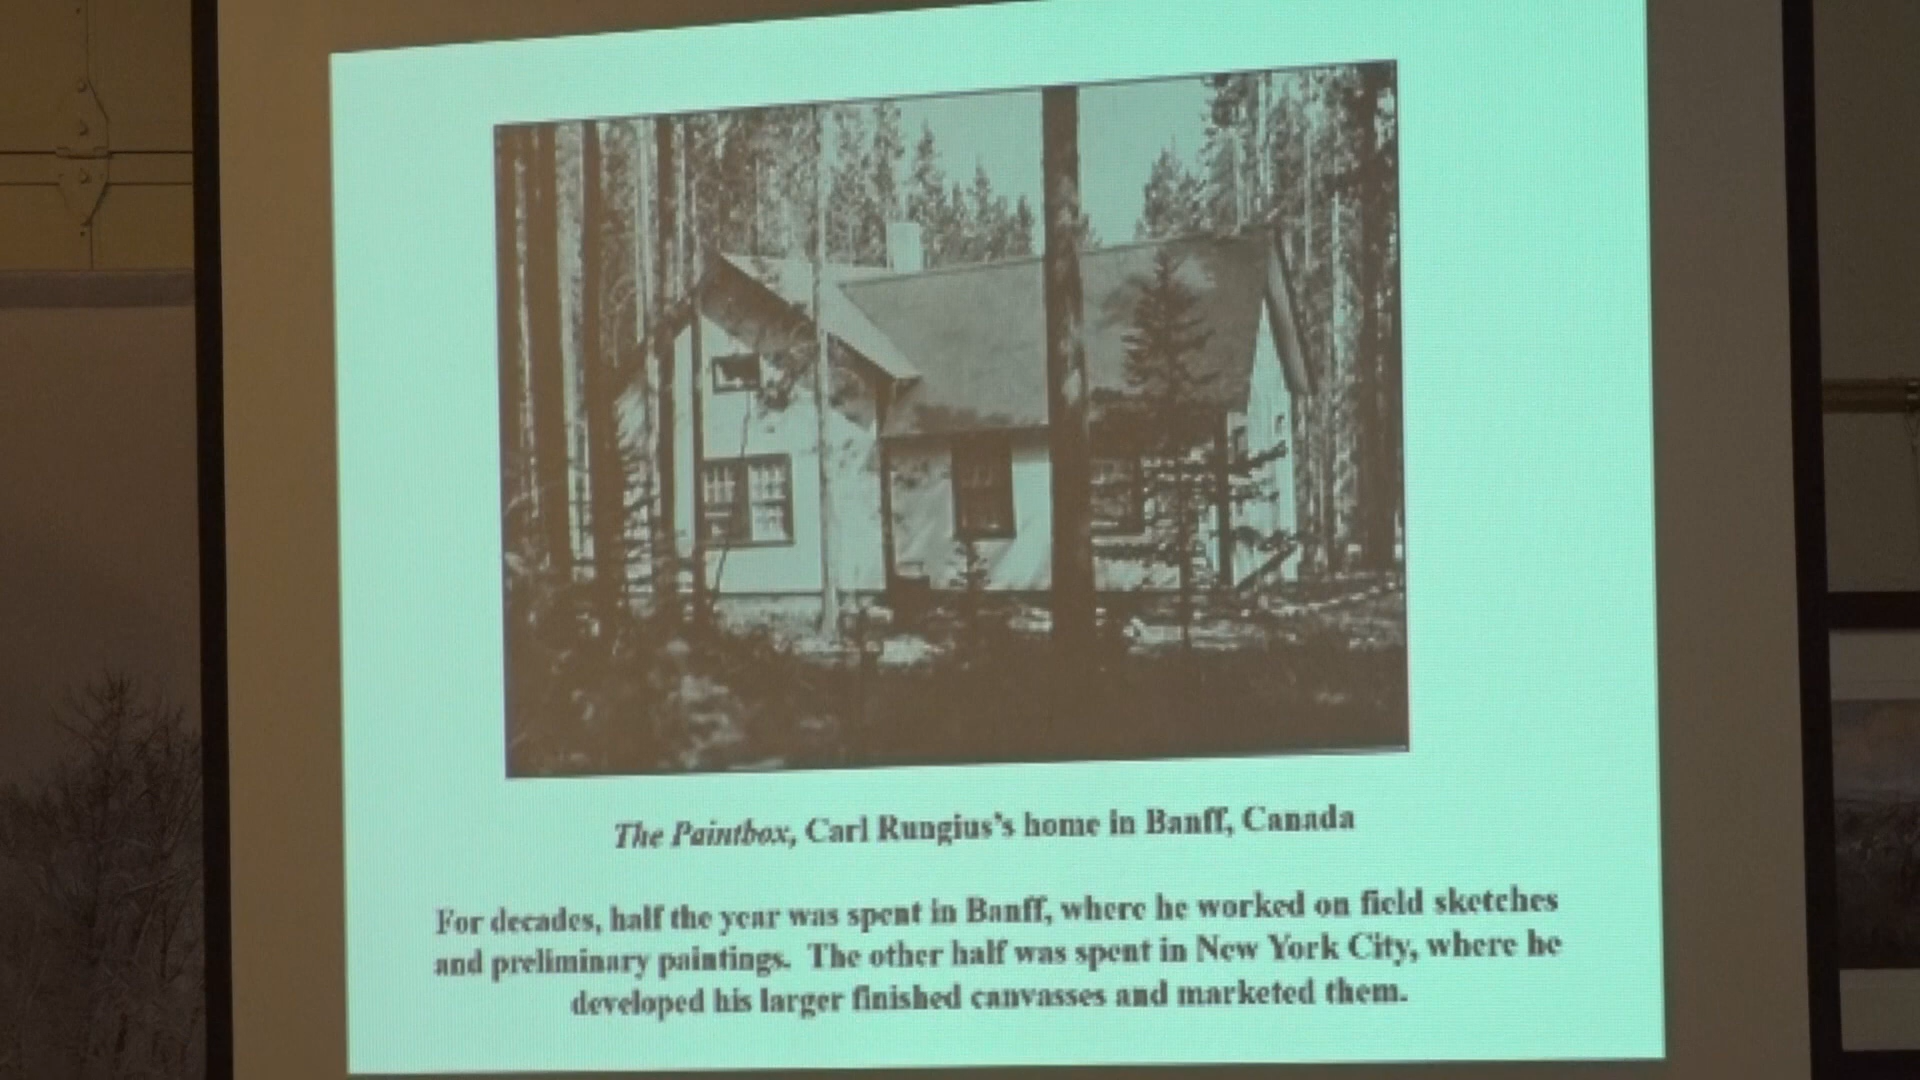 The Paintbox, Carl Rungius's home in Banff, Canada
For decades, half the year was spent in Banff, where he worked on field sketches
and preliminary paintings. The other half was spent in New York City, where he
developed his larger finished canvasses and marketed them.